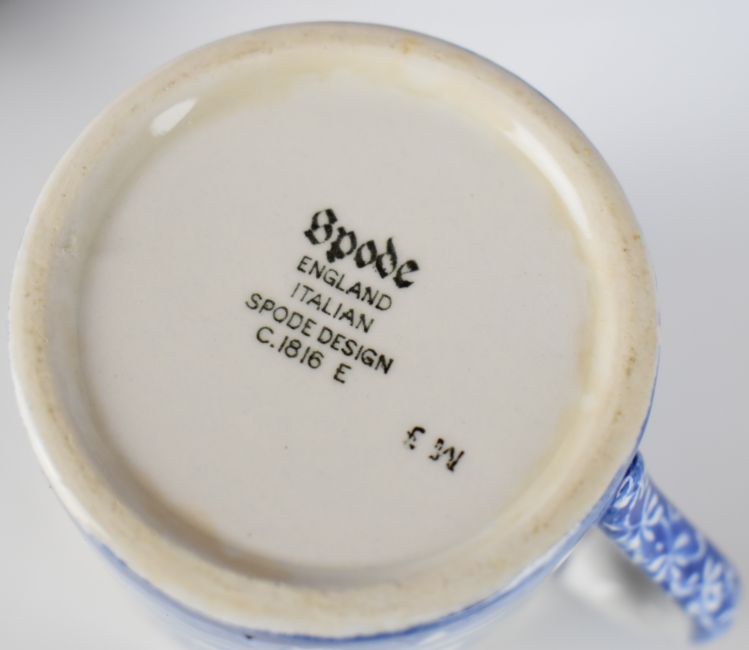 Spode
ENGLAND
ITALIAN
SPODE DESIGN
C.1816 E